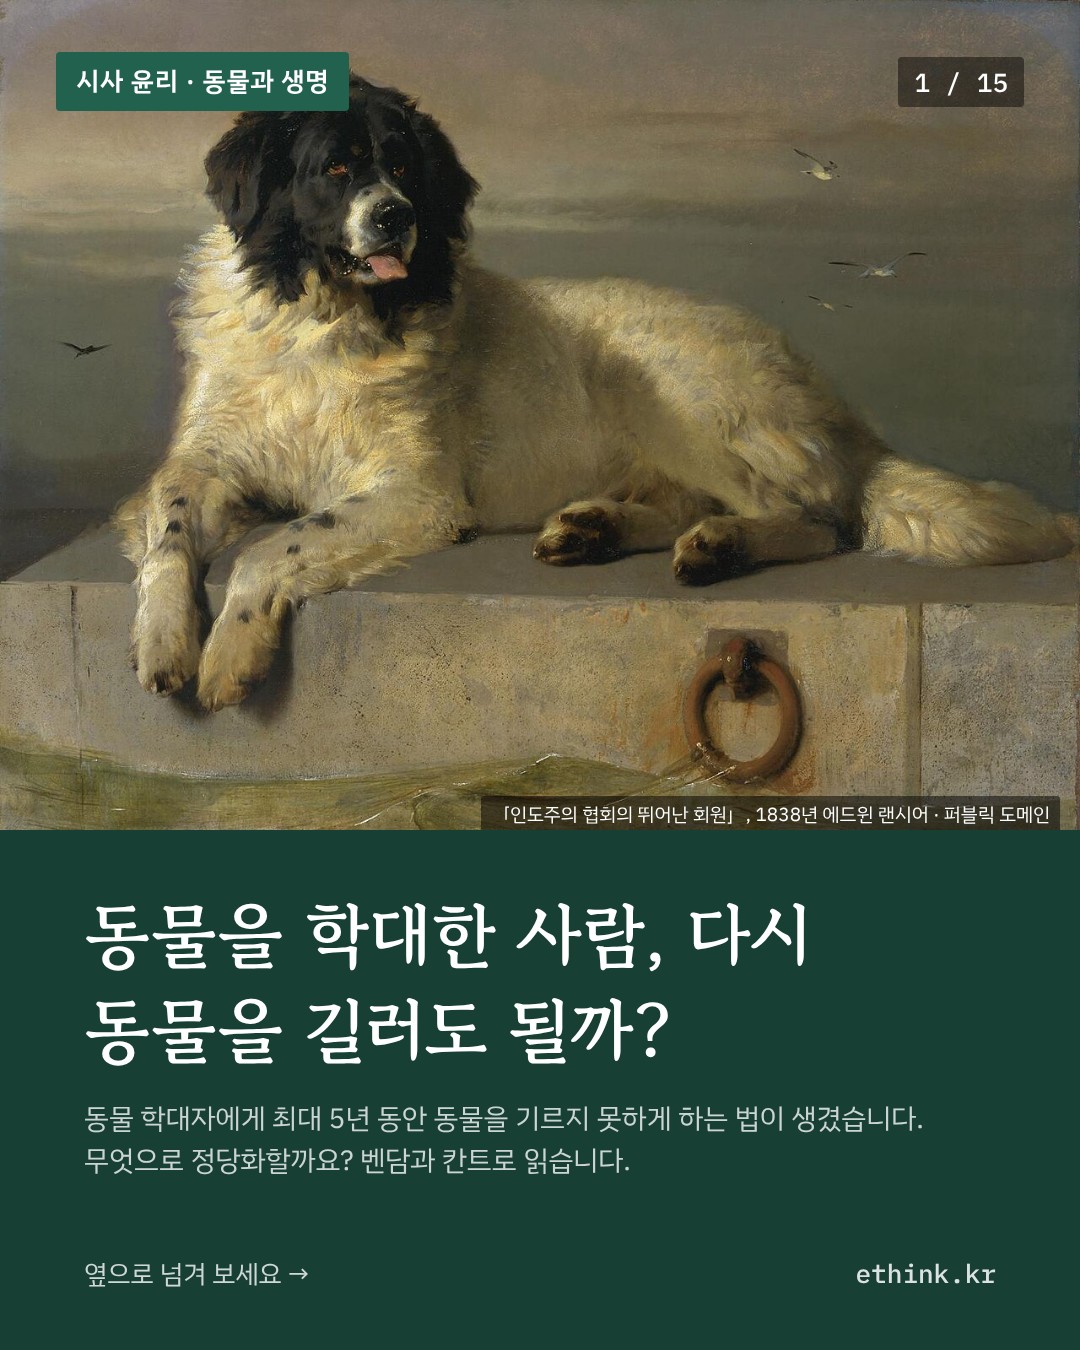 시사 윤리 · 동물과 생명
1 / 15
「인도주의 협회의 뛰어난 회원」, 1838년 에드윈 랜시어 · 퍼블릭 도메인
동물을 학대한 사람, 다시
동물을 길러도 될까?
동물 학대자에게 최대 5년 동안 동물을 기르지 못하게 하는 법이 생겼습니다.
무엇으로 정당화할까요? 벤담과 칸트로 읽습니다.
옆으로 넘겨 보세요 →
ethink.kr